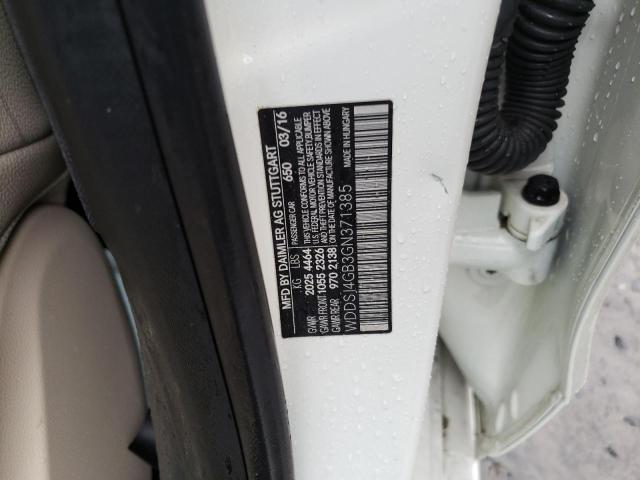 MFD BY DAIMLER AG STUTTGART
PASSENGER CAR 650 03/16
KG LBS
GVWR 2025 4464
GAWR FRONT 1055 2326
GAWR REAR 970 2138
THIS VEHICLE CONFORMS TO ALL APPLICABLE
U.S. FEDERAL MOTOR VEHICLE SAFETY BUMPER
AND THEFT PREVENTION STANDARDS IN EFFECT
ON THE DATE OF MANUFACTURE SHOWN ABOVE
WDDSJ4GB3GN371385
MADE IN HUNGARY